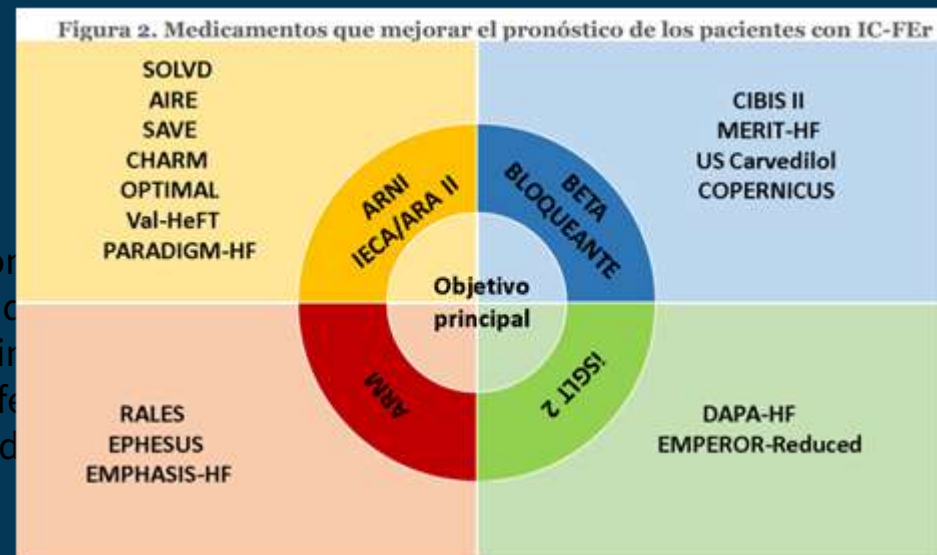 Figura 2. Medicamentos que mejorar el pronóstico de los pacientes con IC-FEr
SOLVD
AIRE
SAVE
CHARM
OPTIMAL
Val-HeFT
PARADIGM-HF
CIBIS II
MERIT-HF
US Carvedilol
COPERNICUS
ARNI
IECA/ARA II
BETA
BLOQUEANTE
Objetivo
principal
ARM
iSGLT 2
RALES
EPHESUS
EMPHASIS-HF
DAPA-HF
EMPEROR-Reduced